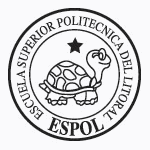 ESCUELA SUPERIOR POLITECNICA DEL LITORAL
ESPOL